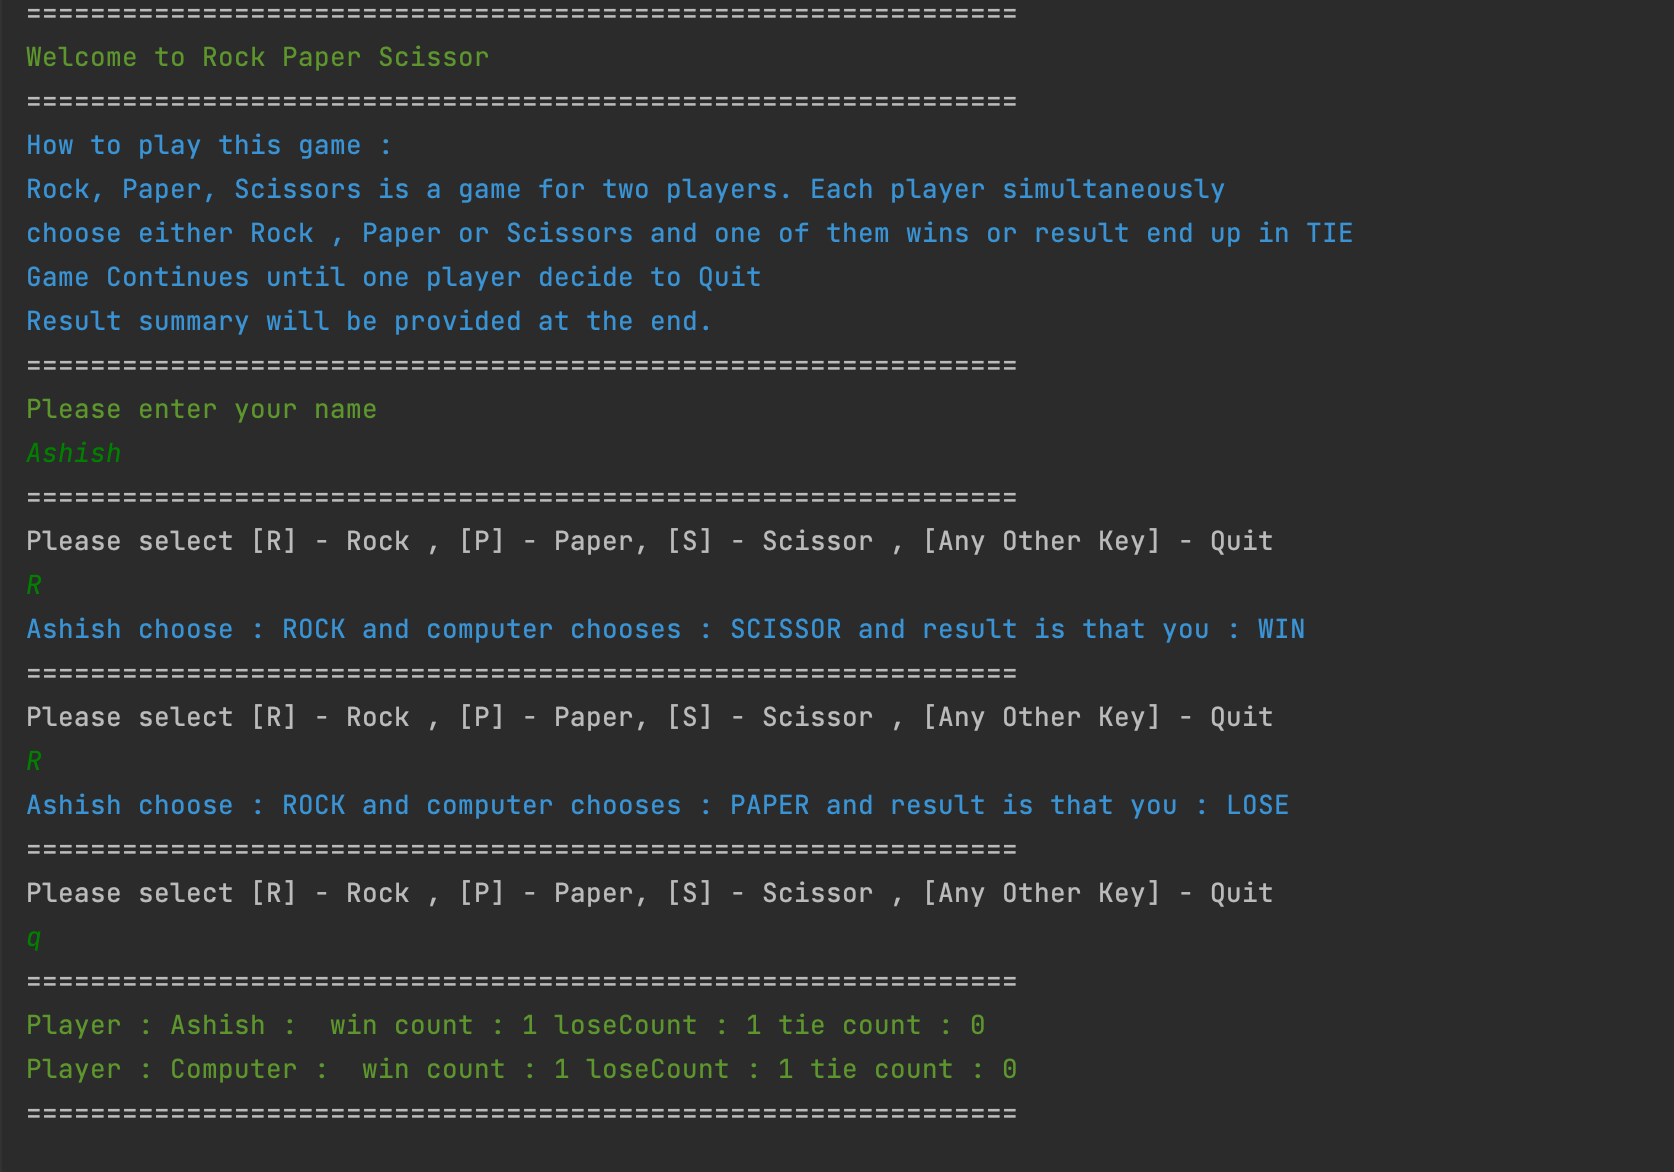 ==============================================================
Welcome to Rock Paper Scissor
==============================================================
How to play this game :
Rock, Paper, Scissors is a game for two players. Each player simultaneously
choose either Rock , Paper or Scissors and one of them wins or result end up in TIE
Game Continues until one player decide to Quit
Result summary will be provided at the end.
==============================================================
Please enter your name
Ashish
==============================================================
Please select [R] - Rock , [P] - Paper, [S] - Scissor , [Any Other Key] - Quit
R
Ashish choose : ROCK and computer chooses : SCISSOR and result is that you : WIN
==============================================================
Please select [R] - Rock , [P] - Paper, [S] - Scissor , [Any Other Key] - Quit
R
Ashish choose : ROCK and computer chooses : PAPER and result is that you : LOSE
==============================================================
Please select [R] - Rock , [P] - Paper, [S] - Scissor , [Any Other Key] - Quit
q
==============================================================
Player : Ashish :  win count : 1 loseCount : 1 tie count : 0
Player : Computer :  win count : 1 loseCount : 1 tie count : 0
==============================================================